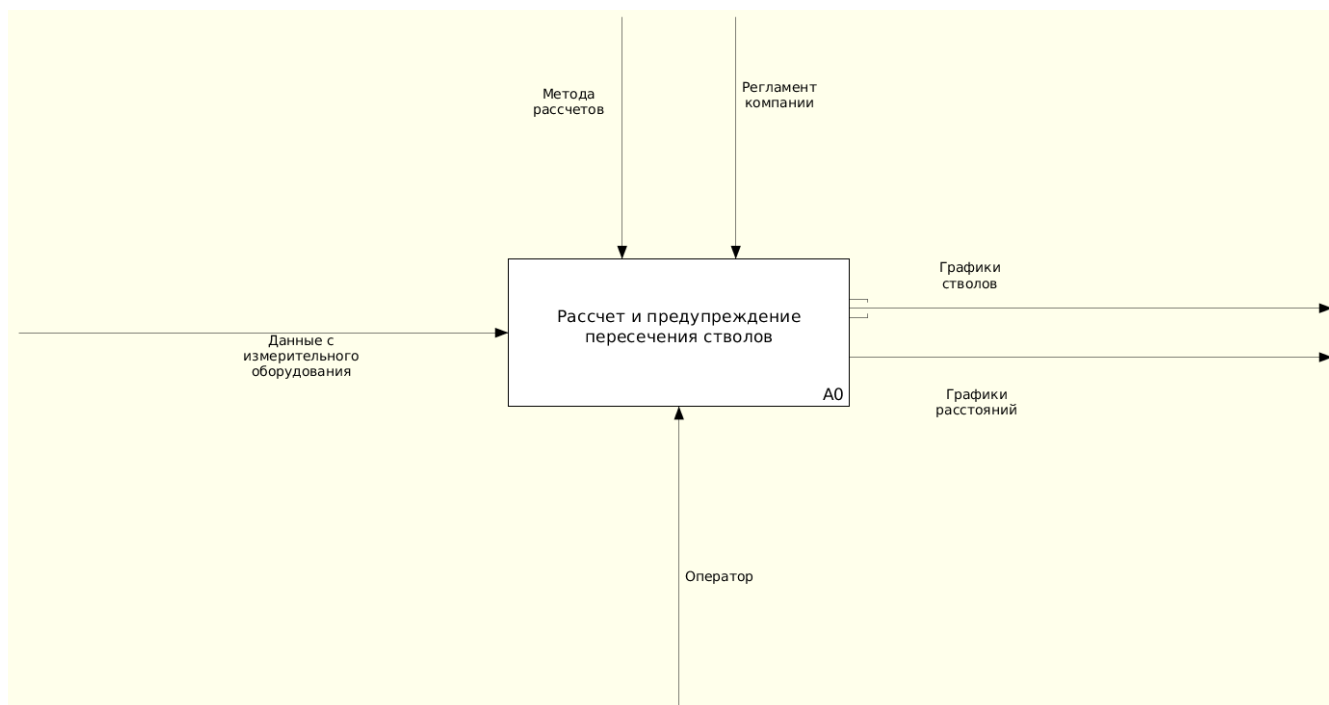 Метода
рассчетов
Регламент
компании
Графики
стволов
Рассчет и предупреждение
пересечения стволов
Данные с
измерительного
оборудования
A0
Графики
расстояний
Оператор